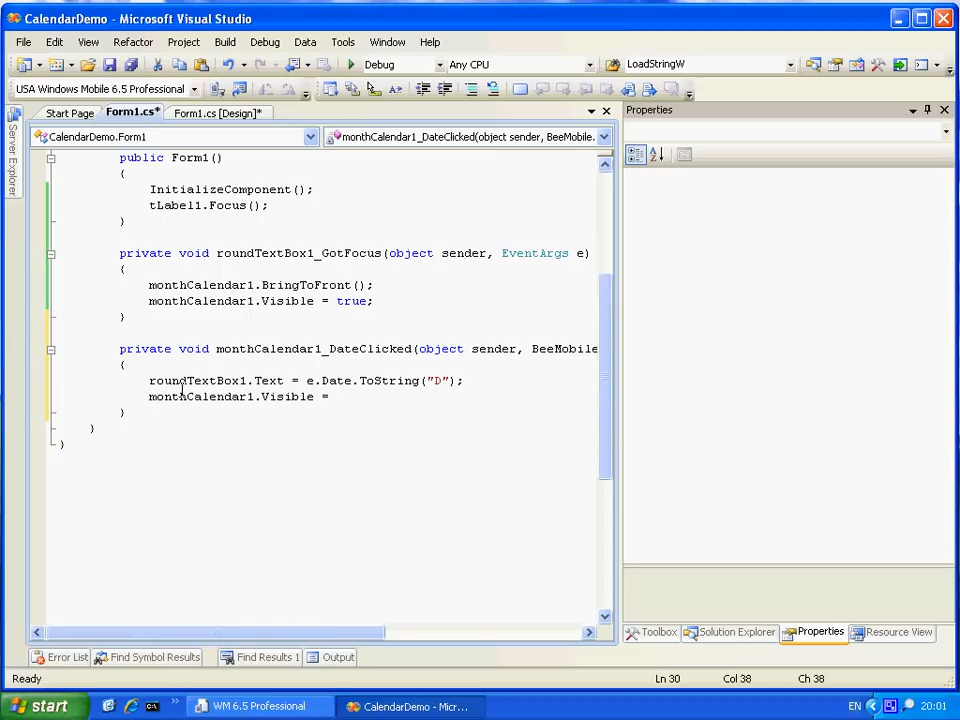 CalendarDemo - Microsoft Visual Studio
File Edit View Refactor Project Build Debug Data Tools Window Help
Debug Any CPU LoadStringW
USA Windows Mobile 6.5 Professional
Start Page Form1.cs* Form1.cs [Design]* Properties
CalendarDemo.Form1 monthCalendar1_DateClicked(object sender, BeeMobile.
Server Explorer
public Form1()
{
InitializeComponent();
tLabel1.Focus();
}
private void roundTextBox1_GotFocus(object sender, EventArgs e)
{
monthCalendar1.BringToFront();
monthCalendar1.Visible = true;
}
private void monthCalendar1_DateClicked(object sender, BeeMobile
{
roundTextBox1.Text = e.Date.ToString("D");
monthCalendar1.Visible =
}
}
}
Toolbox Solution Explorer Properties Resource View
Error List Find Symbol Results Find Results 1 Output
Ready Ln 30 Col 38 Ch 38
start WM 6.5 Professional CalendarDemo - Micr... EN 20:01